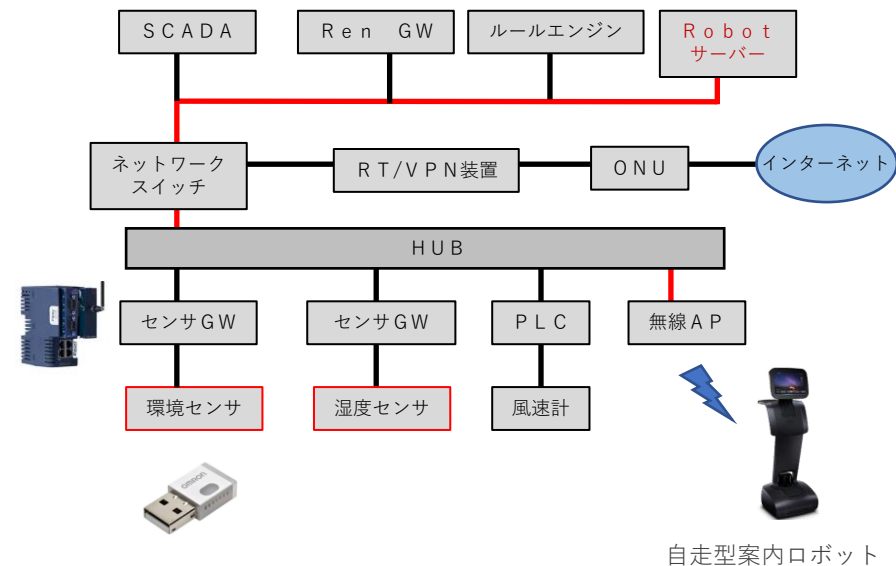 ＳＣＡＤＡ
Ｒｅｎ　ＧＷ
ルールエンジン
Ｒｏｂｏｔ
サーバー
ネットワーク
スイッチ
ＲＴ/ＶＰＮ装置
ＯＮＵ
インターネット
ＨＵＢ
センサＧＷ
センサＧＷ
ＰＬＣ
無線ＡＰ
環境センサ
湿度センサ
風速計
OMRON
自走型案内ロボット